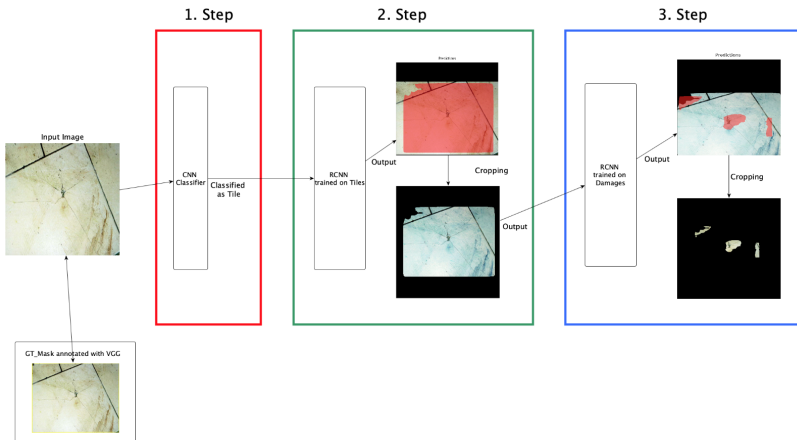 1. Step
2. Step
3. Step
Input Image
CNN
Classifier
Classified
as Tile
RCNN
trained on Tiles
Output
Cropping
Output
RCNN
trained on
Damages
Output
Predictions
Cropping
GT_Mask annotated with VGG